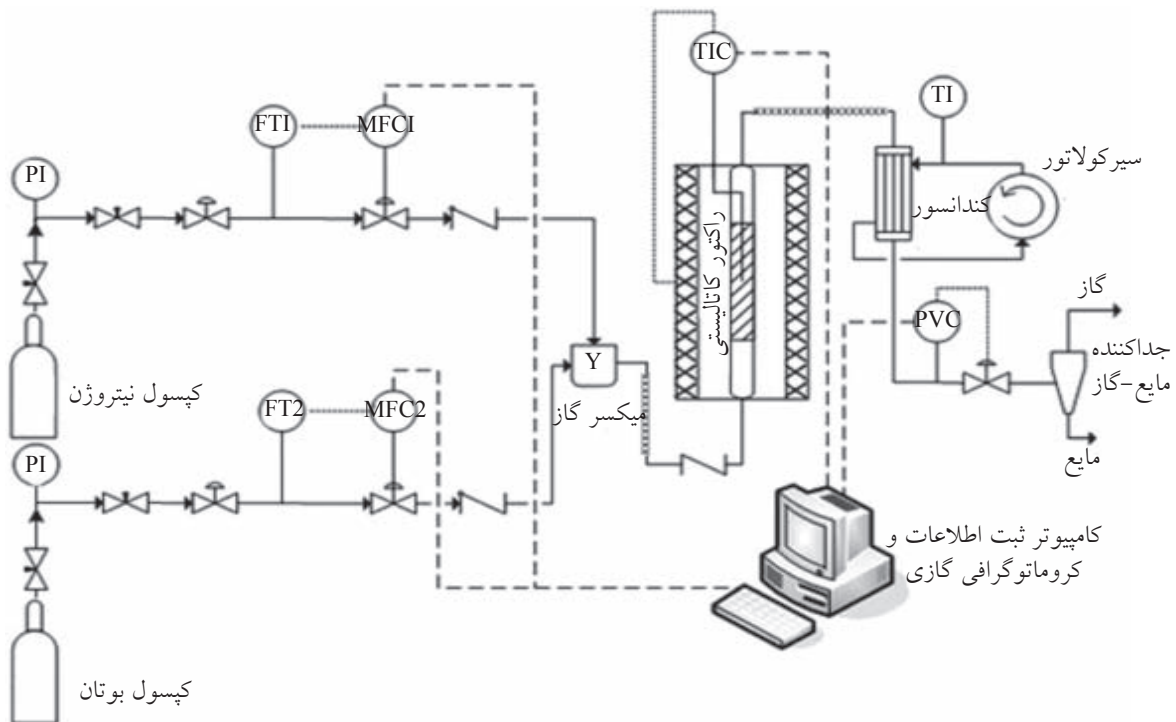 TIC
TI
FTI
MFCI
PI
سیرکولاتور
کندانسور
راکتور کاتالیستی
گاز
PVC
جداکننده
مایع-گاز
مایع
Y
میکسر گاز
کپسول نیتروژن
FT2
MFC2
PI
کامپیوتر ثبت اطلاعات و
کروماتوگرافی گازی
کپسول بوتان